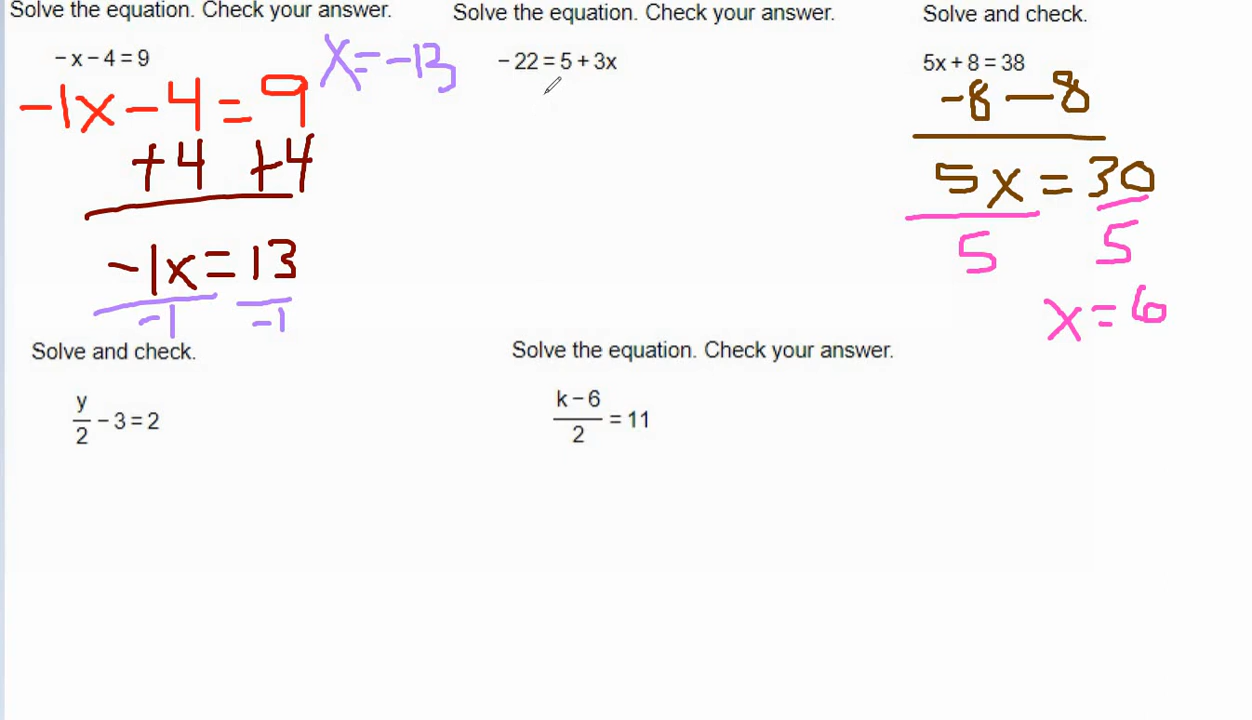 Solve the equation. Check your answer.
− x − 4 = 9
x = -13
-1x - 4 = 9
+4 +4
-1x = 13
-1 -1
Solve the equation. Check your answer.
− 22 = 5 + 3x
Solve and check.
5x + 8 = 38
-8 -8
5x = 30
5 5
x = 6
Solve and check.
y
2
− 3 = 2
Solve the equation. Check your answer.
k − 6
2
= 11